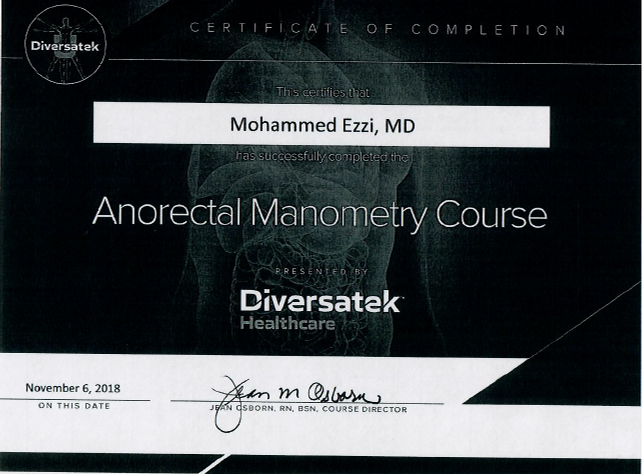 Diversatek
CERTIFICATE OF COMPLETION
This certifies that
Mohammed Ezzi, MD
has successfully completed the
Anorectal Manometry Course
PRESENTED BY
Diversatek
Healthcare
November 6, 2018
ON THIS DATE
Jean M Osborn
JEAN OSBORN, RN, BSN, COURSE DIRECTOR